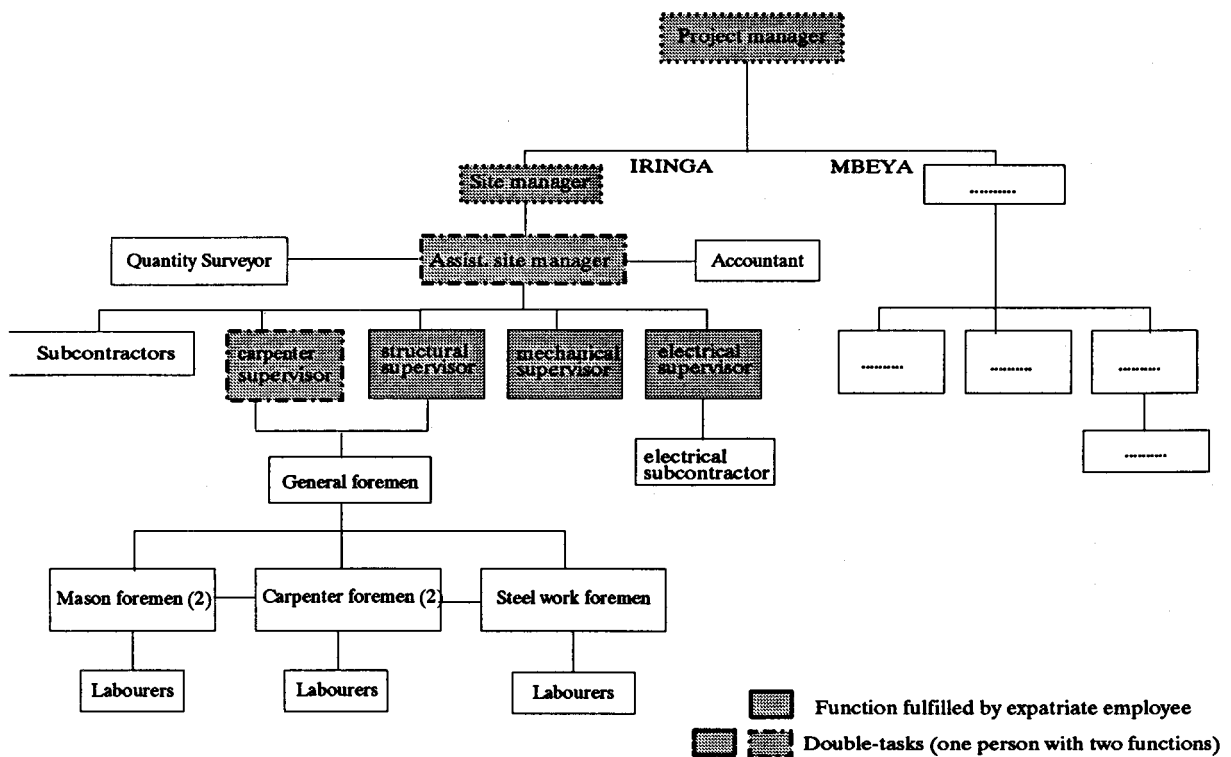 Project manager
IRINGA
MBEYA
Site manager
..........
Quantity Surveyor
Assist. site manager
Accountant
Subcontractors
carpenter
supervisor
structural
supervisor
mechanical
supervisor
electrical
supervisor
..........
..........
..........
electrical
subcontractor
..........
General foremen
Mason foremen (2)
Carpenter foremen (2)
Steel work foremen
Labourers
Labourers
Labourers
Function fulfilled by expatriate employee
Double-tasks (one person with two functions)